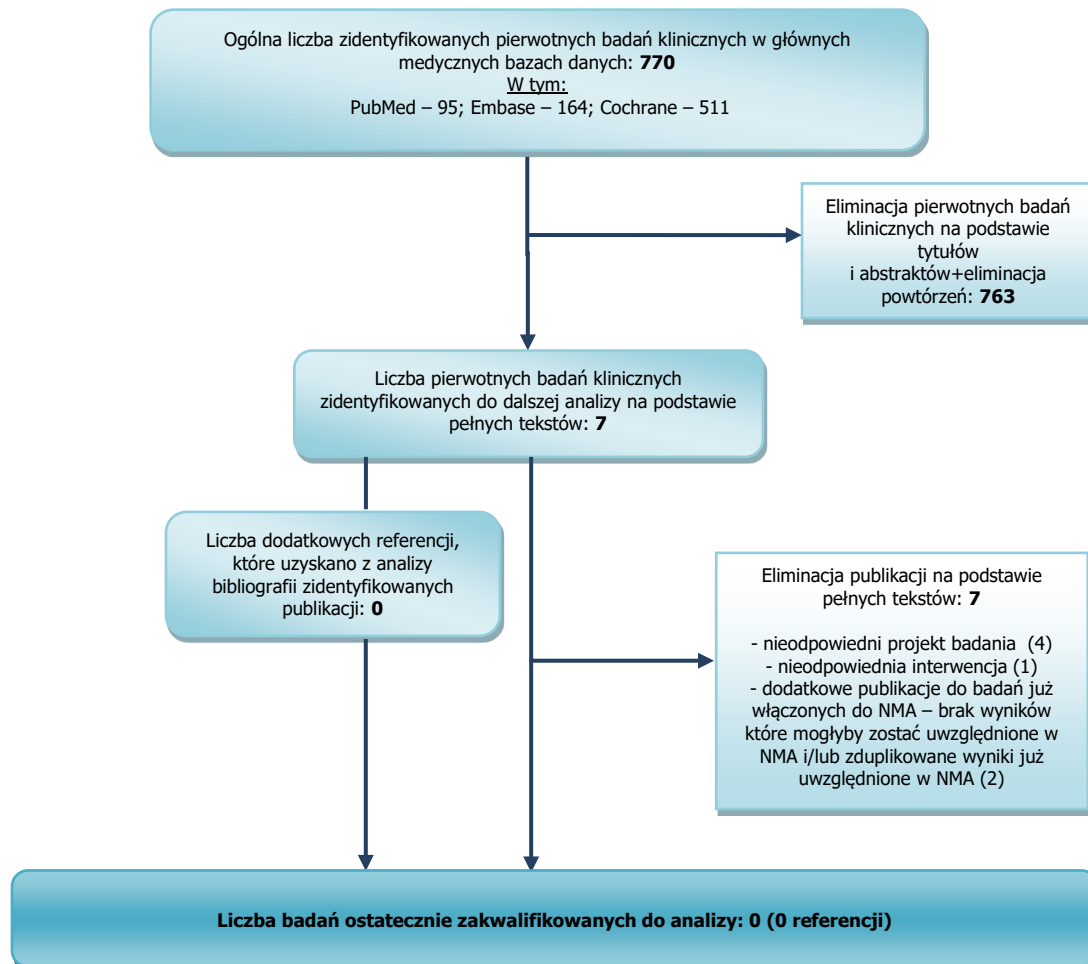 Ogólna liczba zidentyfikowanych pierwotnych badań klinicznych w głównych
medycznych bazach danych: 770
W tym:
PubMed – 95; Embase – 164; Cochrane – 511
Eliminacja pierwotnych badań
klinicznych na podstawie
tytułów
i abstraktów+eliminacja
powtórzeń: 763
Liczba pierwotnych badań klinicznych
zidentyfikowanych do dalszej analizy na podstawie
pełnych tekstów: 7
Liczba dodatkowych referencji,
które uzyskano z analizy
bibliografii zidentyfikowanych
publikacji: 0
Eliminacja publikacji na podstawie
pełnych tekstów: 7
- nieodpowiedni projekt badania (4)
- nieodpowiednia interwencja (1)
- dodatkowe publikacje do badań już
włączonych do NMA – brak wyników
które mogłyby zostać uwzględnione w
NMA i/lub zduplikowane wyniki już
uwzględnione w NMA (2)
Liczba badań ostatecznie zakwalifikowanych do analizy: 0 (0 referencji)